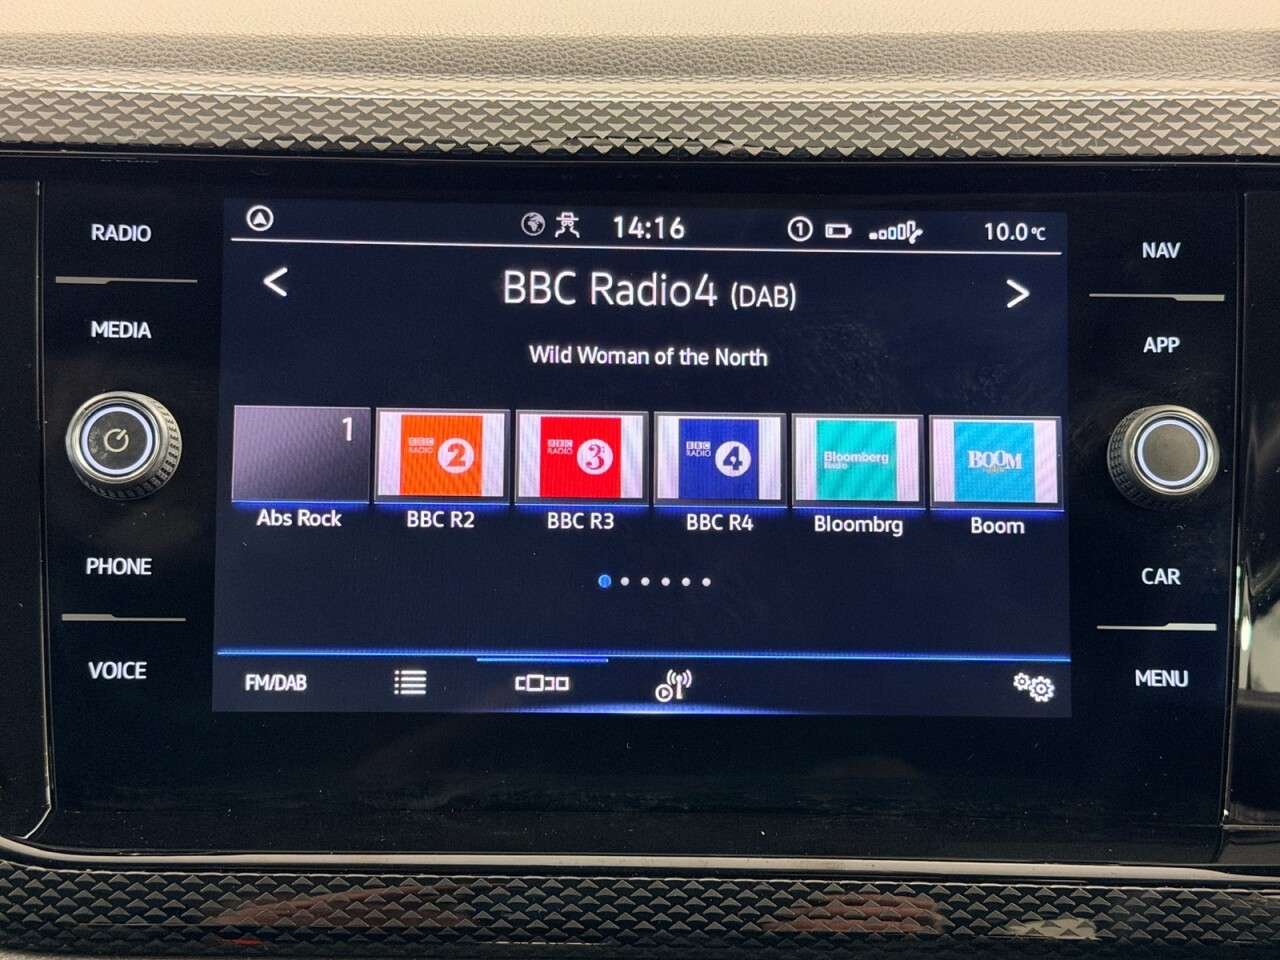 RADIO
MEDIA
PHONE
VOICE
14:16
1
10.0°C
BBC Radio4 (DAB)
Wild Woman of the North
1
BBC RADIO 2
BBC RADIO 3
BBC RADIO 4
Bloomberg
Radio
BOOM
Abs Rock
BBC R2
BBC R3
BBC R4
Bloombrg
Boom
FM/DAB
NAV
APP
CAR
MENU